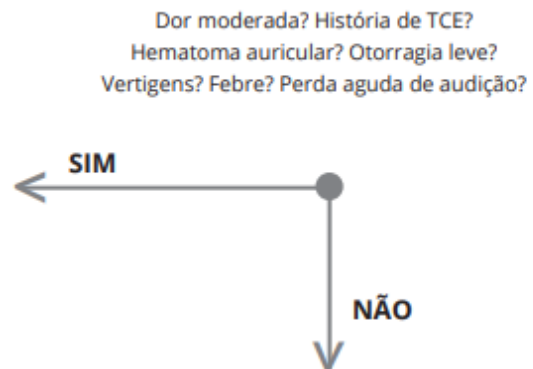 Dor moderada? História de TCE?
Hematoma auricular? Otorragia leve?
Vertigens? Febre? Perda aguda de audição?
SIM
NÃO